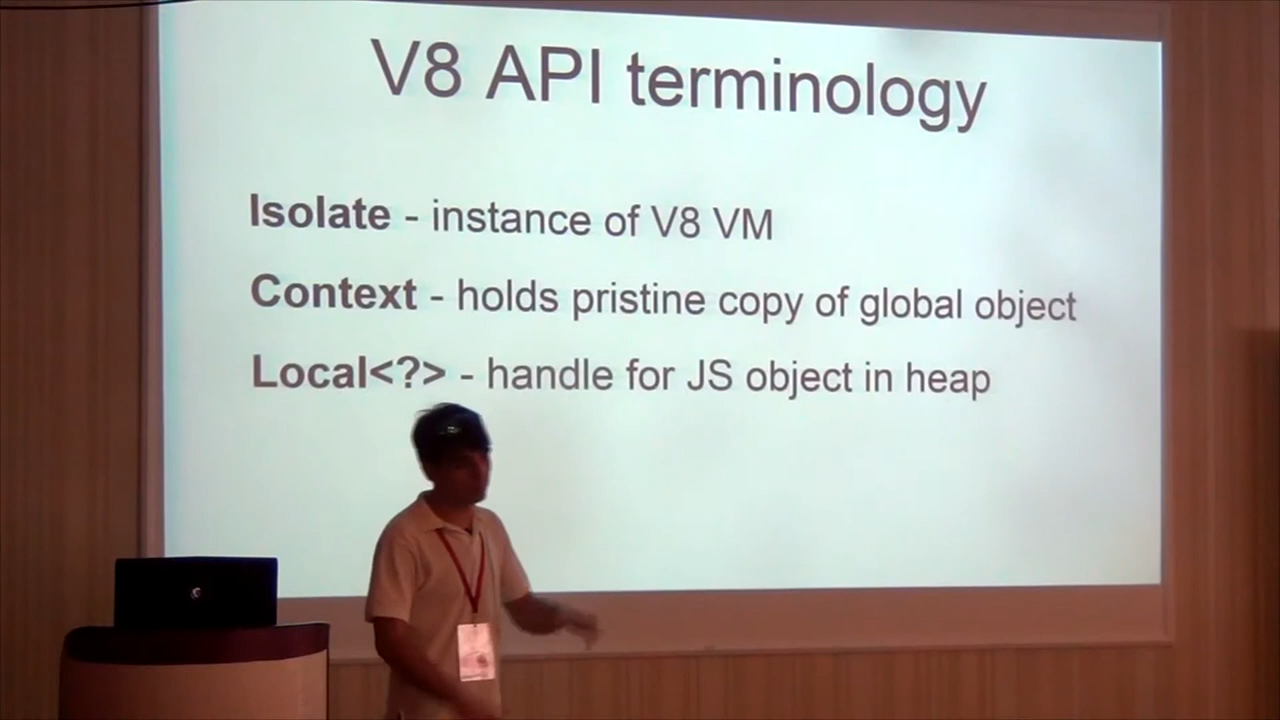 V8 API terminology
Isolate - instance of V8 VM
Context - holds pristine copy of global object
Local<?> - handle for JS object in heap